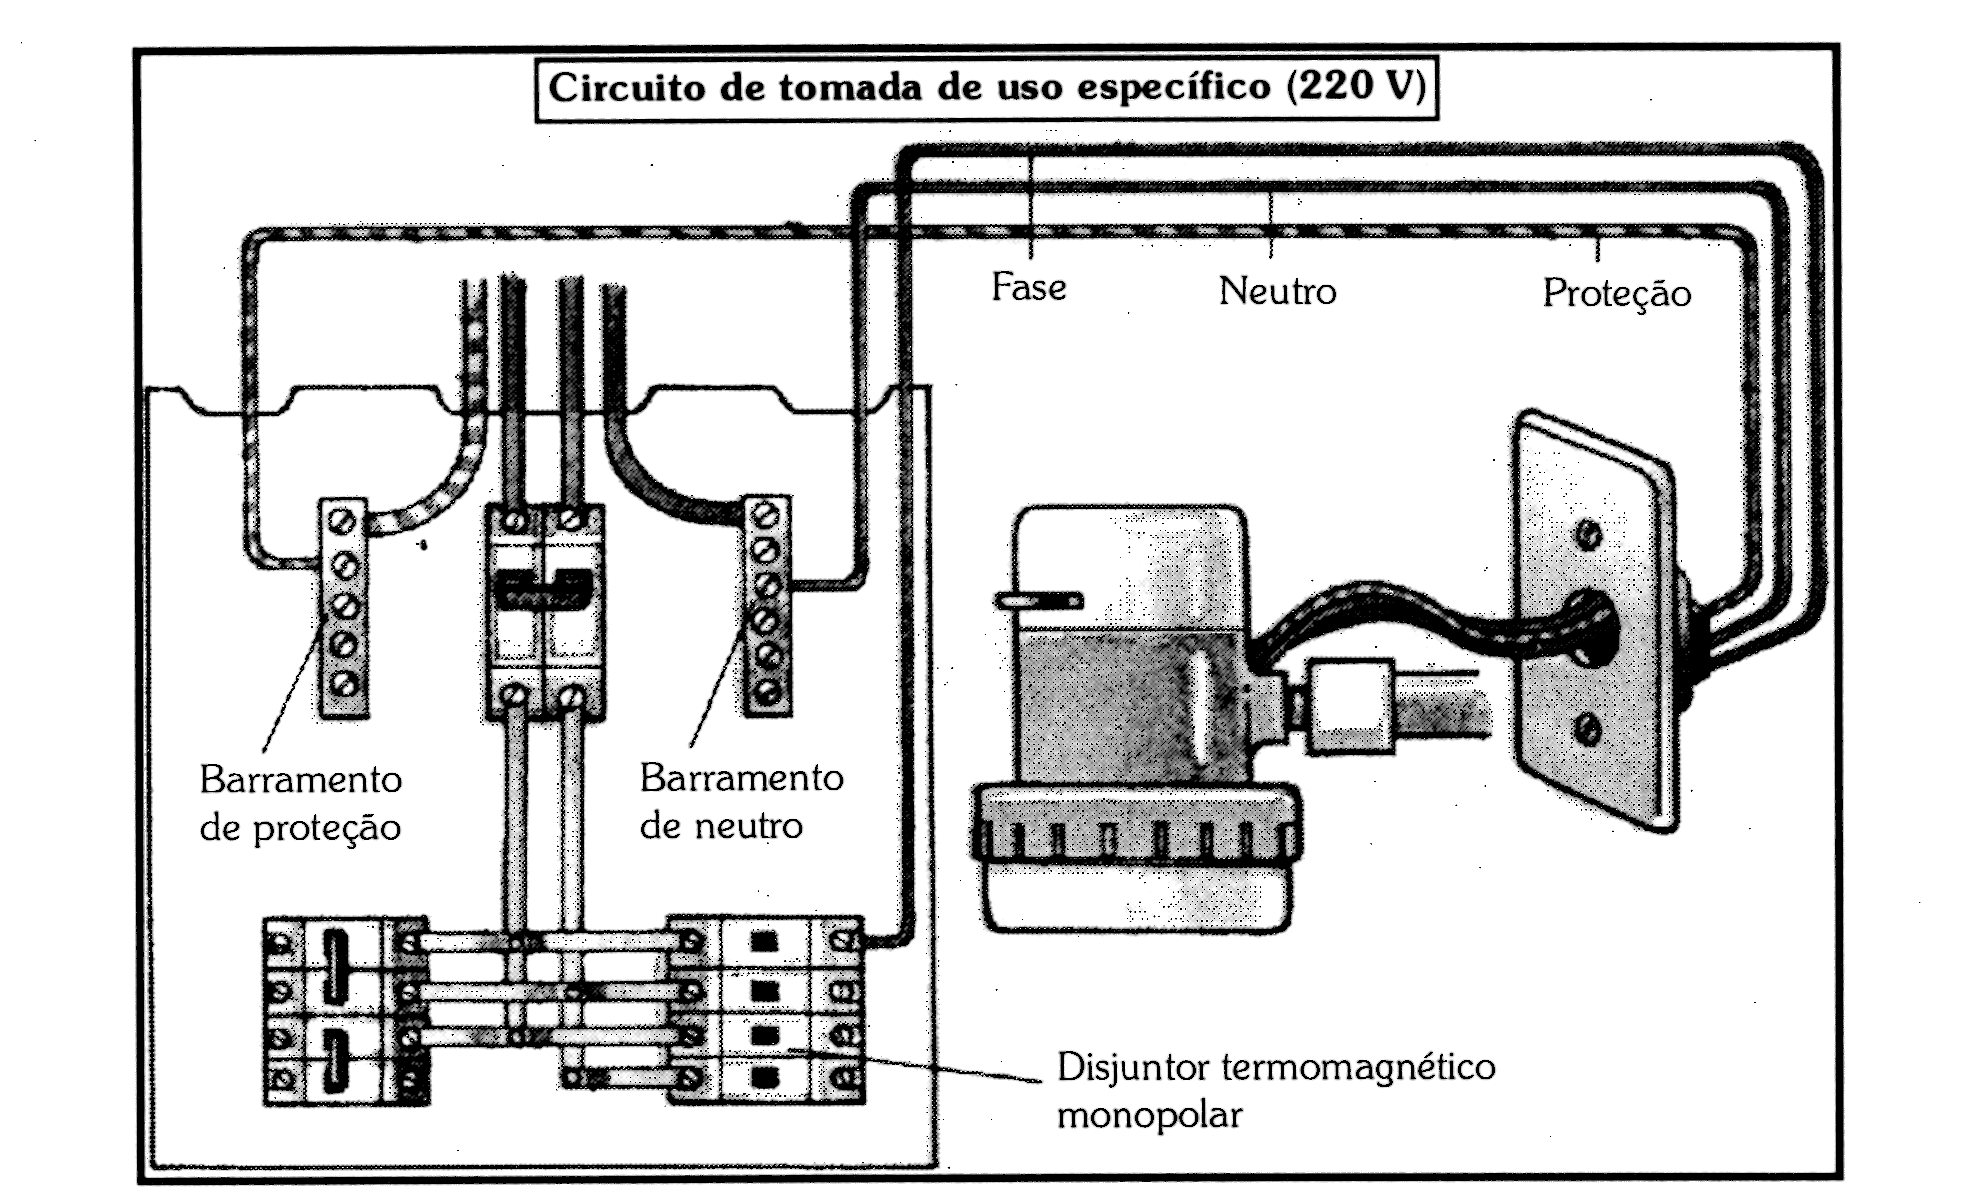 Circuito de tomada de uso específico (220 V)
Fase
Neutro
Proteção
Barramento
de proteção
Barramento
de neutro
Disjuntor termomagnético
monopolar